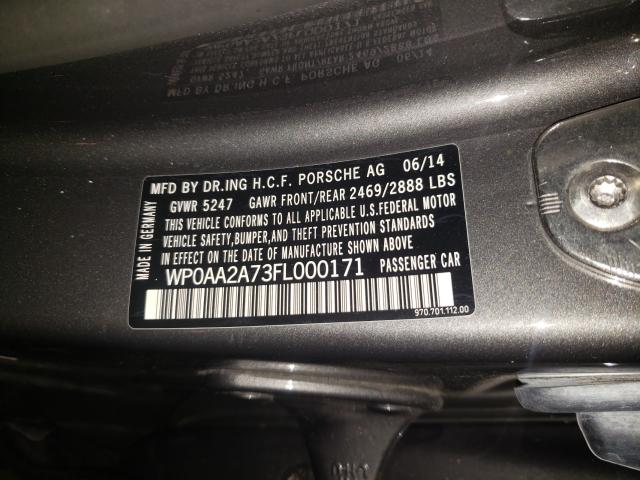 MFD BY DR.ING H.C.F. PORSCHE AG 06/14
GVWR 5247 GAWR FRONT/REAR 2469/2888 LBS
THIS VEHICLE CONFORMS TO ALL APPLICABLE U.S.FEDERAL MOTOR
VEHICLE SAFETY,BUMPER,AND THEFT PREVENTION STANDARDS
IN EFFECT ON THE DATE OF MANUFACTURE SHOWN ABOVE
WP0AA2A73FL000171 PASSENGER CAR
MADE IN GERMANY
970.701.112.00